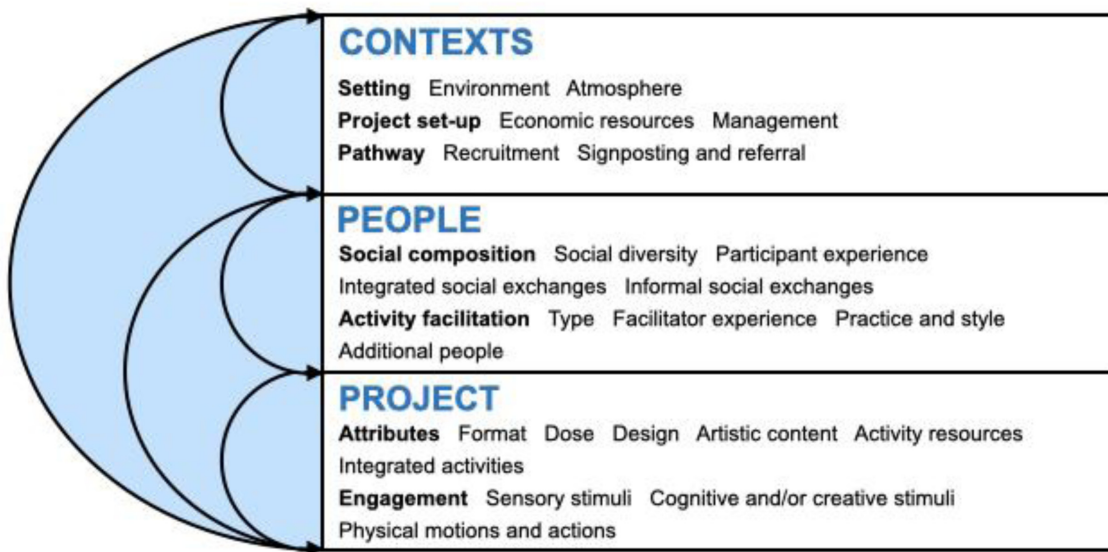 CONTEXTS
Setting Environment Atmosphere
Project set-up Economic resources Management
Pathway Recruitment Signposting and referral
PEOPLE
Social composition Social diversity Participant experience
Integrated social exchanges Informal social exchanges
Activity facilitation Type Facilitator experience Practice and style
Additional people
PROJECT
Attributes Format Dose Design Artistic content Activity resources
Integrated activities
Engagement Sensory stimuli Cognitive and/or creative stimuli
Physical motions and actions